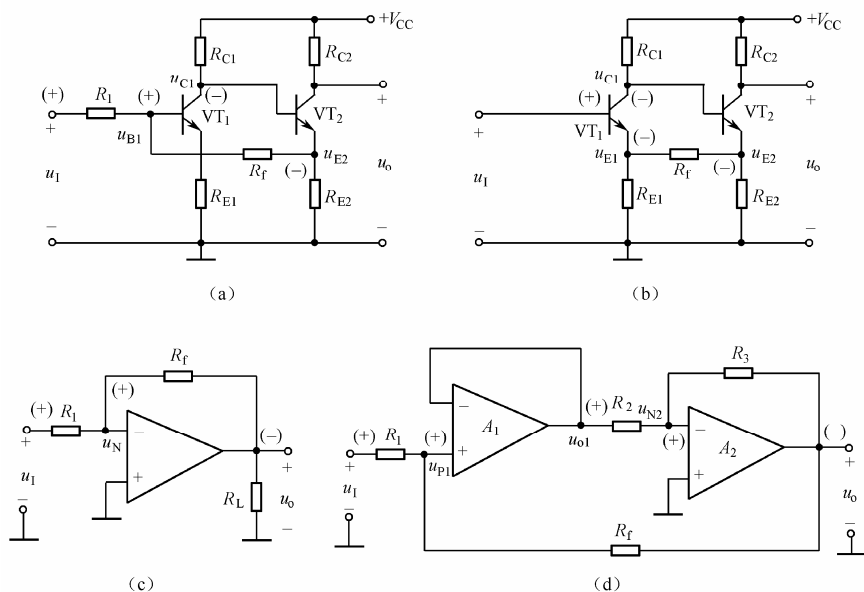 +V_CC
R_C1
R_C2
u_C1
(+)
R_1
(+)
(−)
+
u_B1
VT_1
VT_2
+
u_I
R_f
(−)
u_E2
u_o
R_E1
R_E2
−
−
（a）
+V_CC
R_C1
R_C2
u_C1
(+)
(−)
+
VT_1
VT_2
+
(−)
u_I
u_E1
R_f
(−)
u_E2
u_o
R_E1
R_E2
−
−
（b）
R_f
(+)
(+)
R_1
−
+
u_N
(−)
+
u_I
+
R_L
u_o
−
−
（c）
R_3
−
(+)
R_2
u_N2
A_1
(+)
R_1
(+)
u_o1
(+)
−
A_2
( )
+
+
u_P1
+
+
u_I
u_o
−
R_f
−
（d）